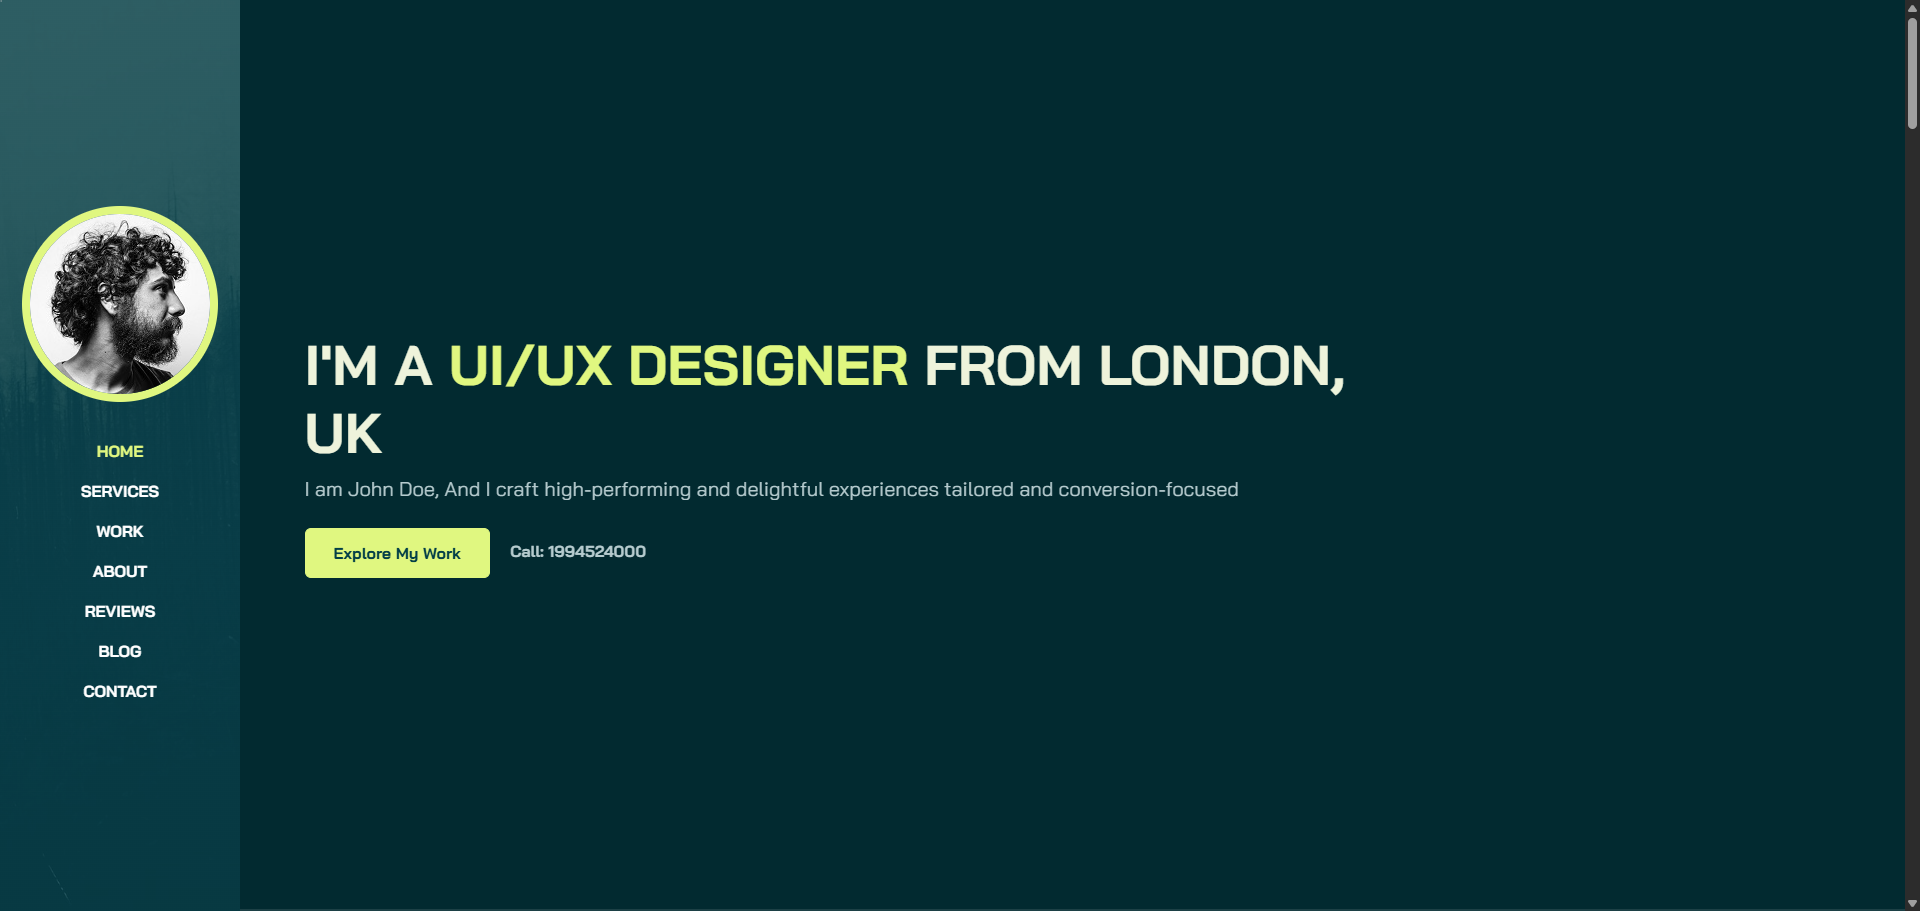 HOME
SERVICES
WORK
ABOUT
REVIEWS
BLOG
CONTACT
I'M A UI/UX DESIGNER FROM LONDON,
UK
I am John Doe, And I craft high-performing and delightful experiences tailored and conversion-focused
Explore My Work
Call: 1994524000